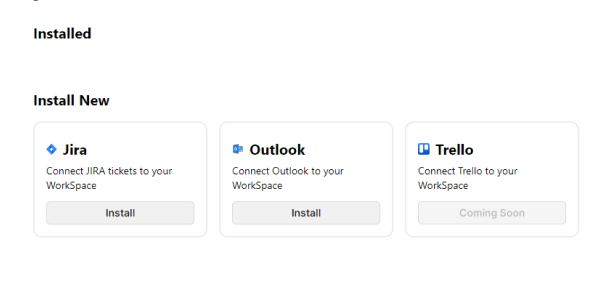 Installed
Install New
Jira
Connect JIRA tickets to your
WorkSpace
Install
Outlook
Connect Outlook to your
WorkSpace
Install
Trello
Connect Trello to your
WorkSpace
Coming Soon